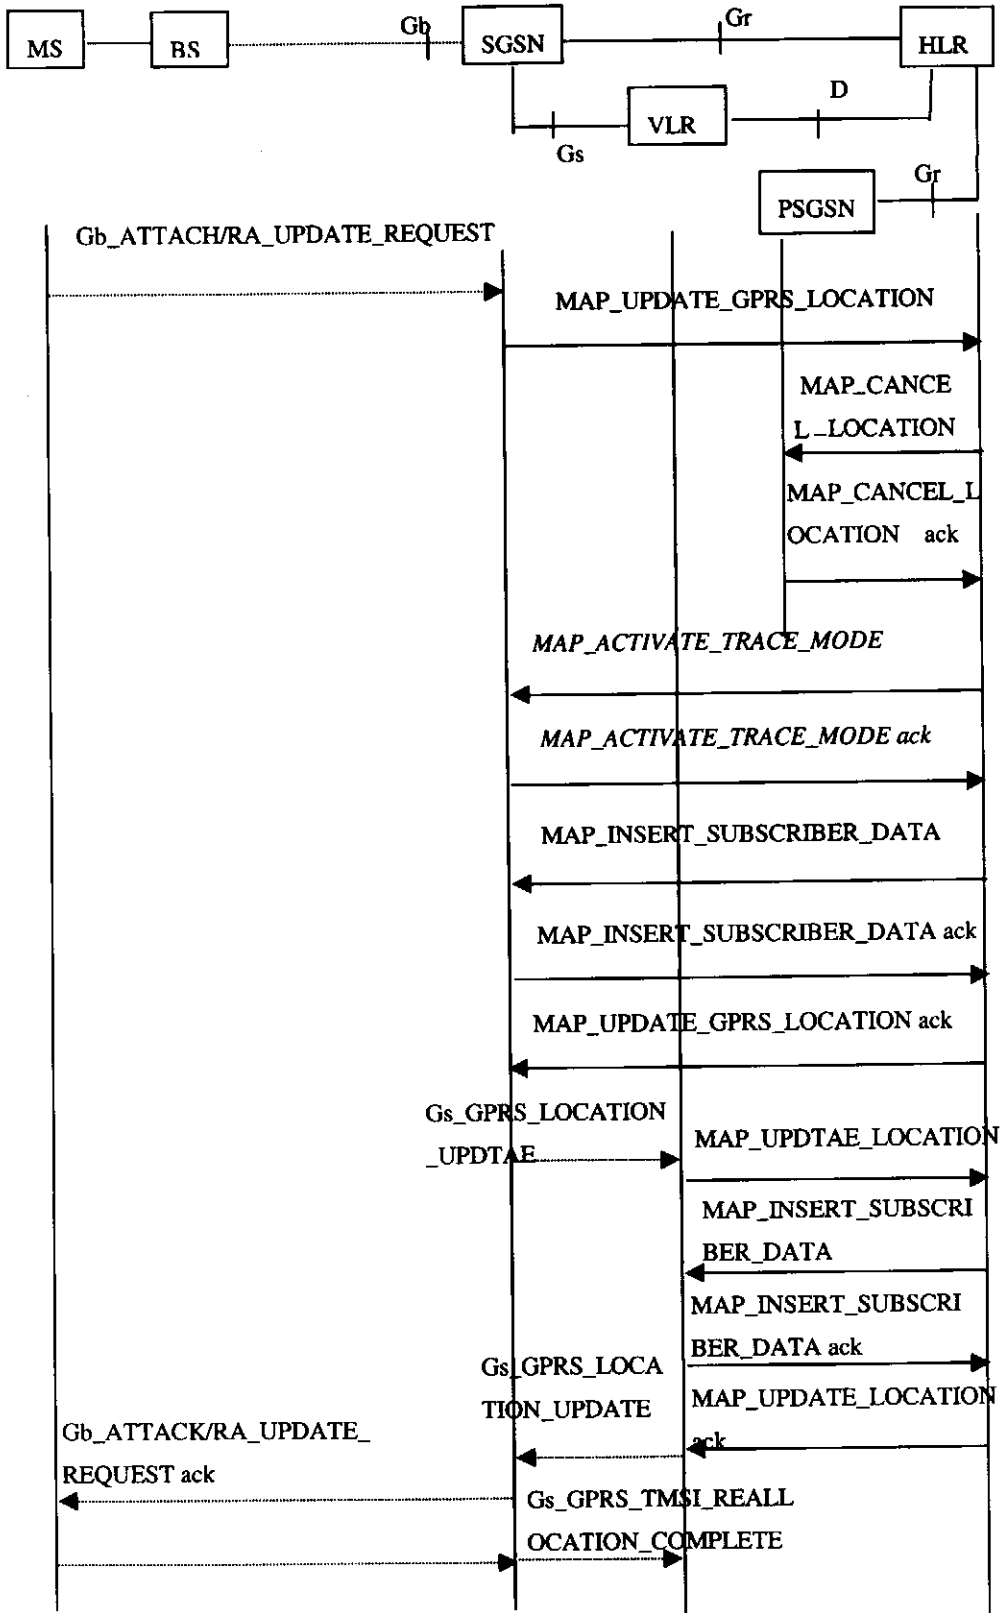 Gb
Gr
MS
BS
SGSN
HLR
D
VLR
Gs
Gr
PSGSN
Gb_ATTACH/RA_UPDATE_REQUEST
MAP_UPDATE_GPRS_LOCATION
MAP_CANCE
L_LOCATION
MAP_CANCEL_L
OCATION ack
MAP_ACTIVATE_TRACE_MODE
MAP_ACTIVATE_TRACE_MODE ack
MAP_INSERT_SUBSCRIBER_DATA
MAP_INSERT_SUBSCRIBER_DATA ack
MAP_UPDATE_GPRS_LOCATION ack
Gs_GPRS_LOCATION
_UPDTAE
MAP_UPDTAE_LOCATION
MAP_INSERT_SUBSCRI
BER_DATA
MAP_INSERT_SUBSCRI
BER_DATA ack
Gs_GPRS_LOCA
TION_UPDATE
MAP_UPDATE_LOCATION
ack
Gb_ATTACK/RA_UPDATE_
REQUEST ack
Gs_GPRS_TMSI_REALL
OCATION_COMPLETE